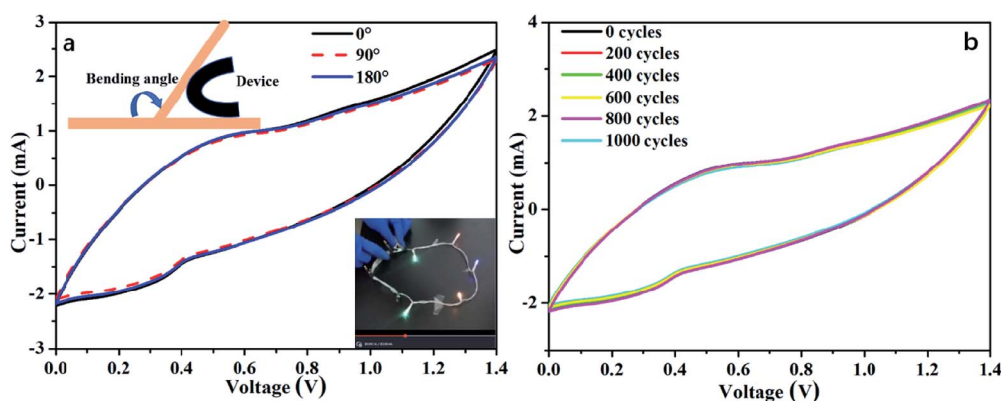 a
0°
90°
180°
Bending angle
Device
3
2
1
0
-1
-2
-3
Current (mA)
0.0 0.2 0.4 0.6 0.8 1.0 1.2 1.4
Voltage (V)
b
0 cycles
200 cycles
400 cycles
600 cycles
800 cycles
1000 cycles
4
2
0
-2
Current (mA)
0.0 0.2 0.4 0.6 0.8 1.0 1.2 1.4
Voltage (V)